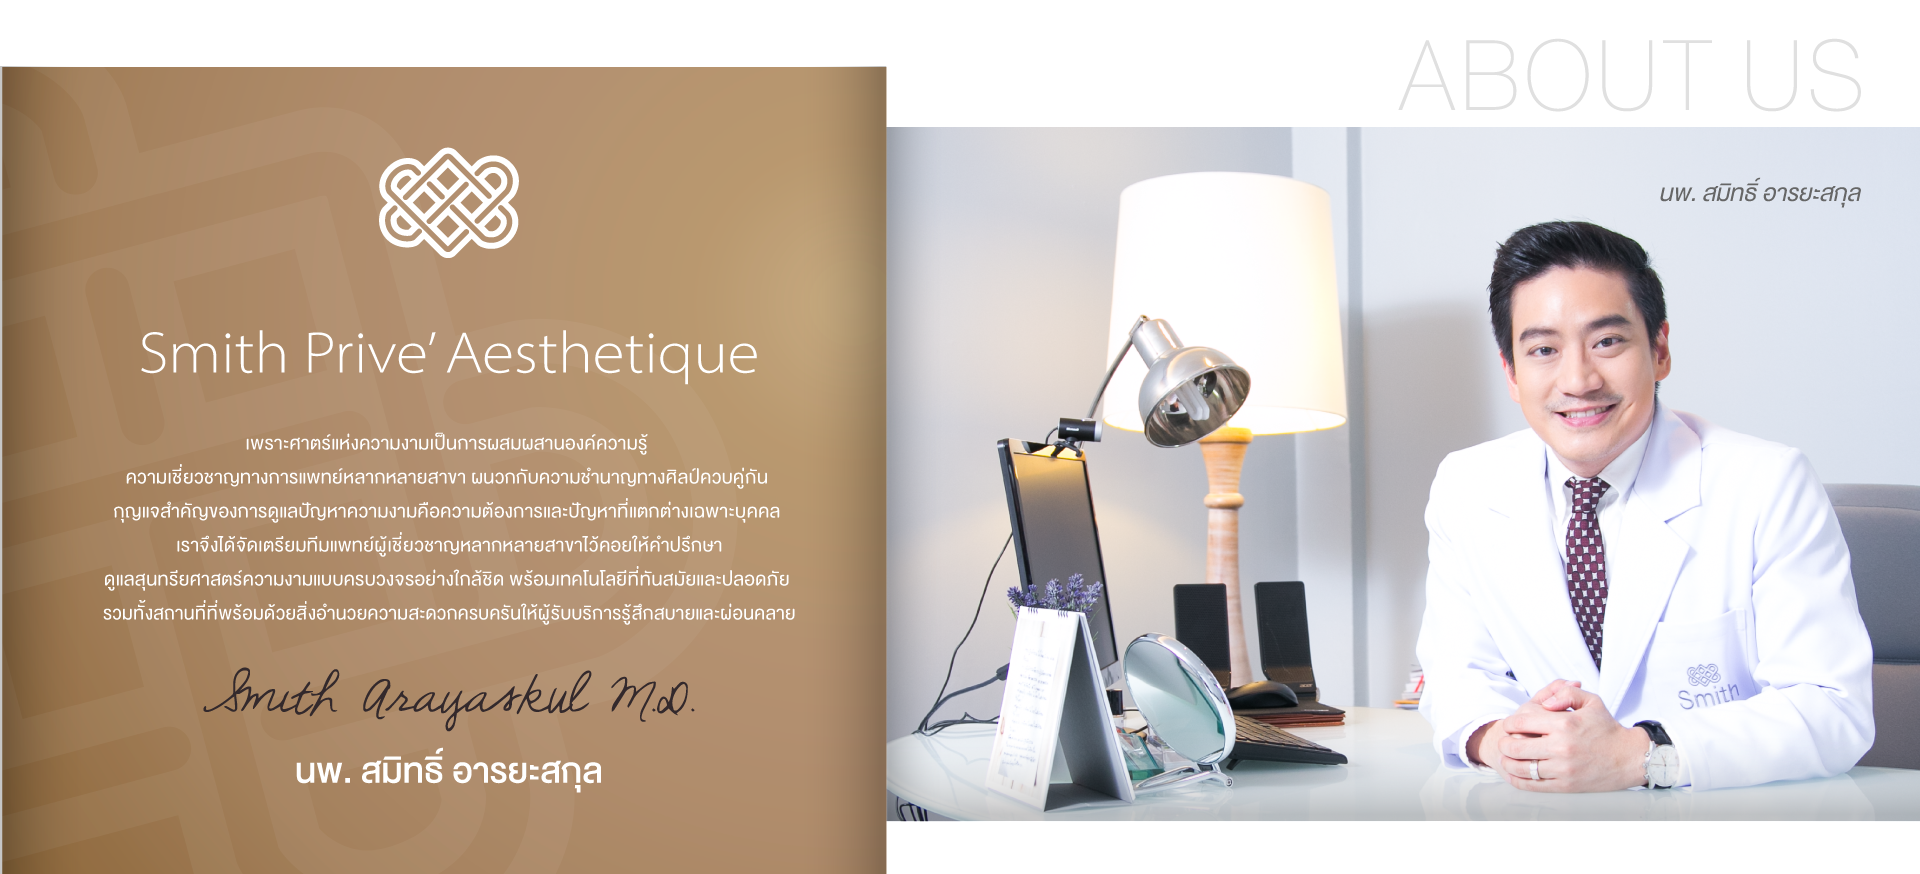 ABOUT US
Smith Prive' Aesthetique
เพราะศาตร์แห่งความงามเป็นการผสมผสานองค์ความรู้
ความเชี่ยวชาญทางการแพทย์หลากหลายสาขา ผนวกกับความชำนาญทางศิลป์ควบคู่กัน
กุญแจสำคัญของการดูแลปัญหาความงามคือความต้องการและปัญหาที่แตกต่างเฉพาะบุคคล
เราจึงได้จัดเตรียมทีมแพทย์ผู้เชี่ยวชาญหลากหลายสาขาไว้คอยให้คำปรึกษา
ดูแลสุนทรียศาสตร์ความงามแบบครบวงจรอย่างใกล้ชิด พร้อมเทคโนโลยีที่ทันสมัยและปลอดภัย
รวมทั้งสถานที่ที่พร้อมด้วยสิ่งอำนวยความสะดวกครบครันให้ผู้รับบริการรู้สึกสบายและผ่อนคลาย
Smith Arayaskul M.D.
นพ. สมิทธิ์ อารยะสกุล
นพ. สมิทธิ์ อารยะสกุล
Smith